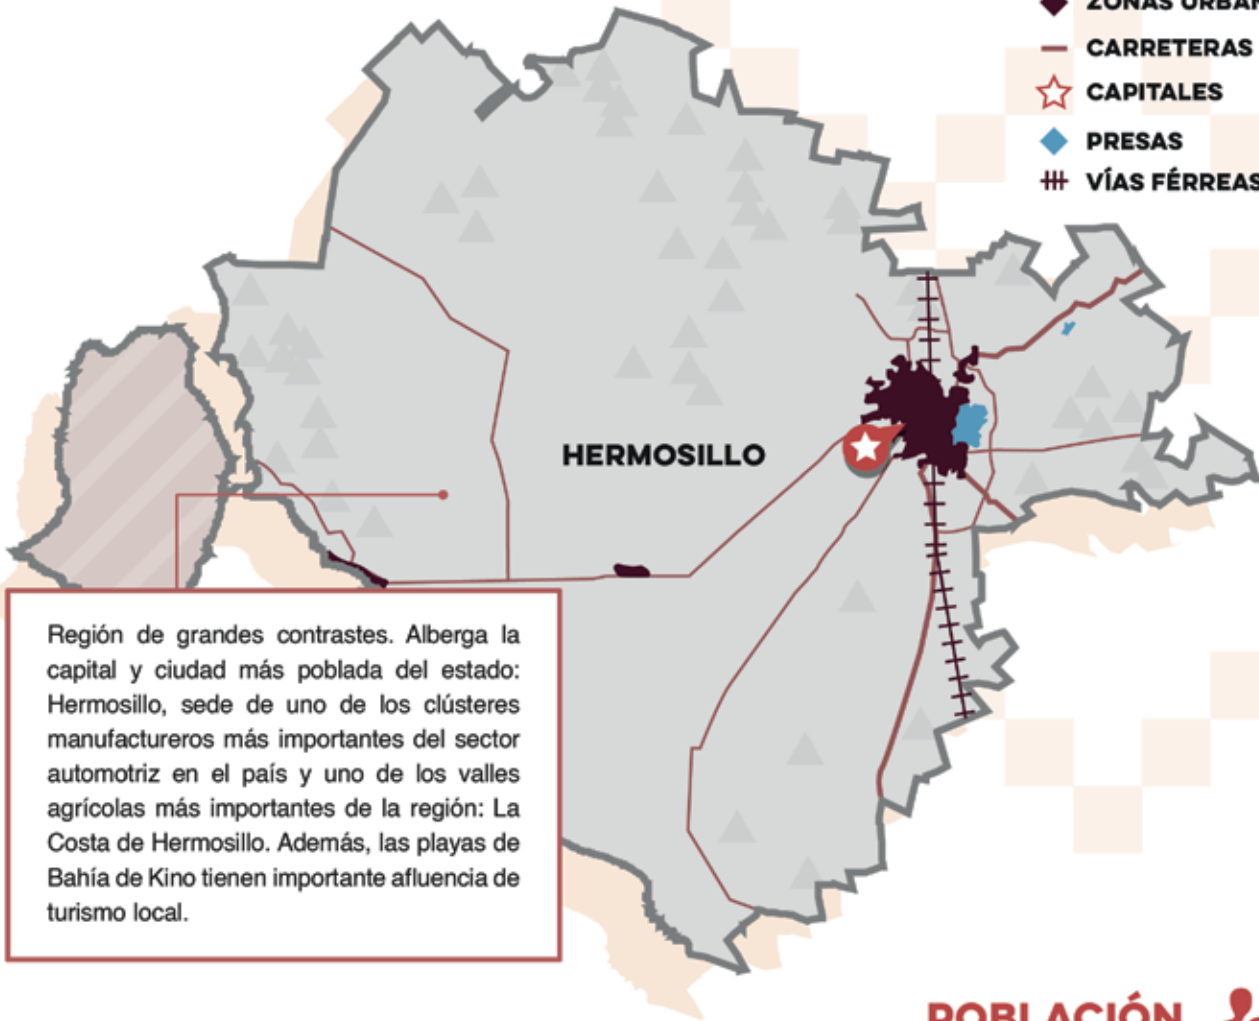 ZONAS URBAN
CARRETERAS
CAPITALES
PRESAS
VÍAS FÉRREAS
HERMOSILLO
Región de grandes contrastes. Alberga la
capital y ciudad más poblada del estado:
Hermosillo, sede de uno de los clústeres
manufactureros más importantes del sector
automotriz en el país y uno de los valles
agrícolas más importantes de la región: La
Costa de Hermosillo. Además, las playas de
Bahía de Kino tienen importante afluencia de
turismo local.
POBLACIÓN